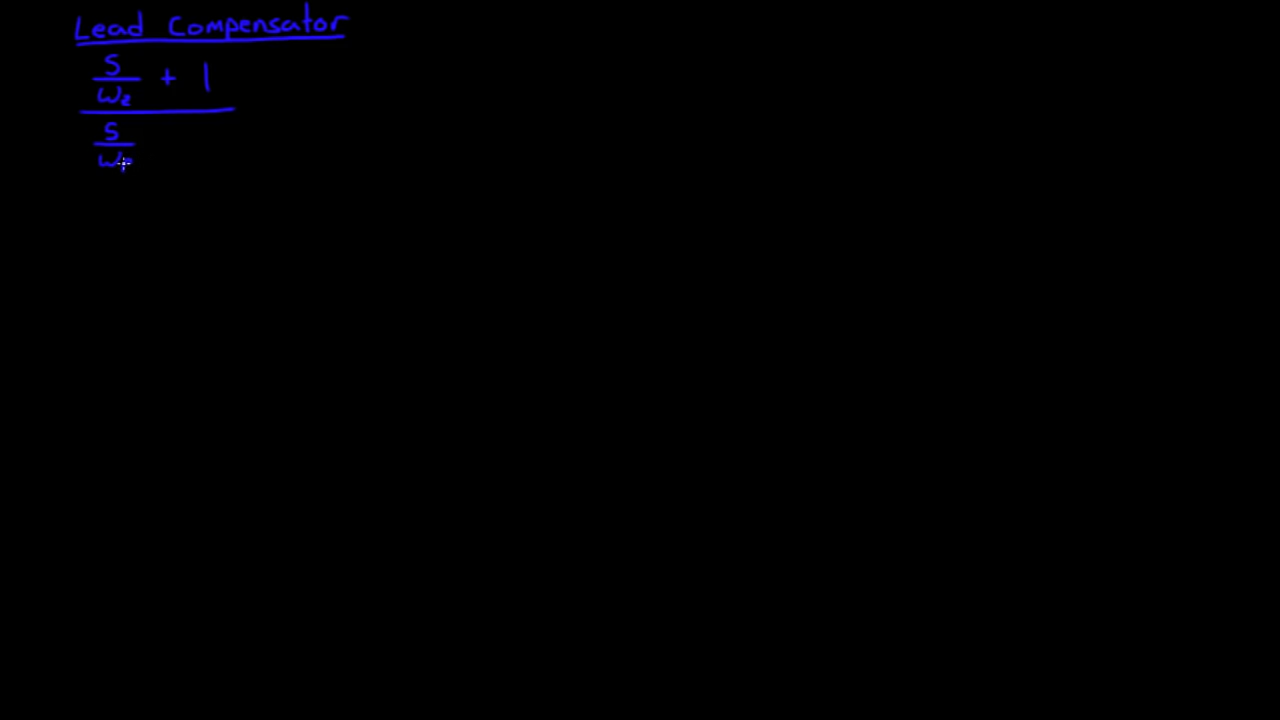 Lead Compensator
S
ωz + 1
S
ωp